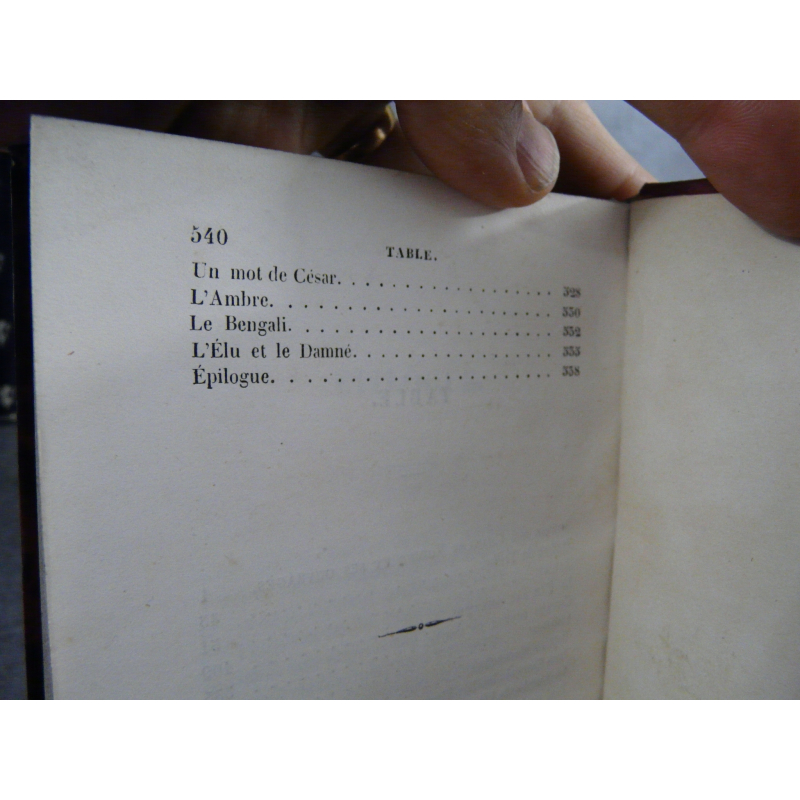 540
TABLE.
Un mot de César. . . . . . . . . . . . . . . . . . 328
L'Ambre. . . . . . . . . . . . . . . . . . . . . . 330
Le Bengali. . . . . . . . . . . . . . . . . . . . . 332
L'Élu et le Damné. . . . . . . . . . . . . . . . . 333
Épilogue. . . . . . . . . . . . . . . . . . . . . . 338